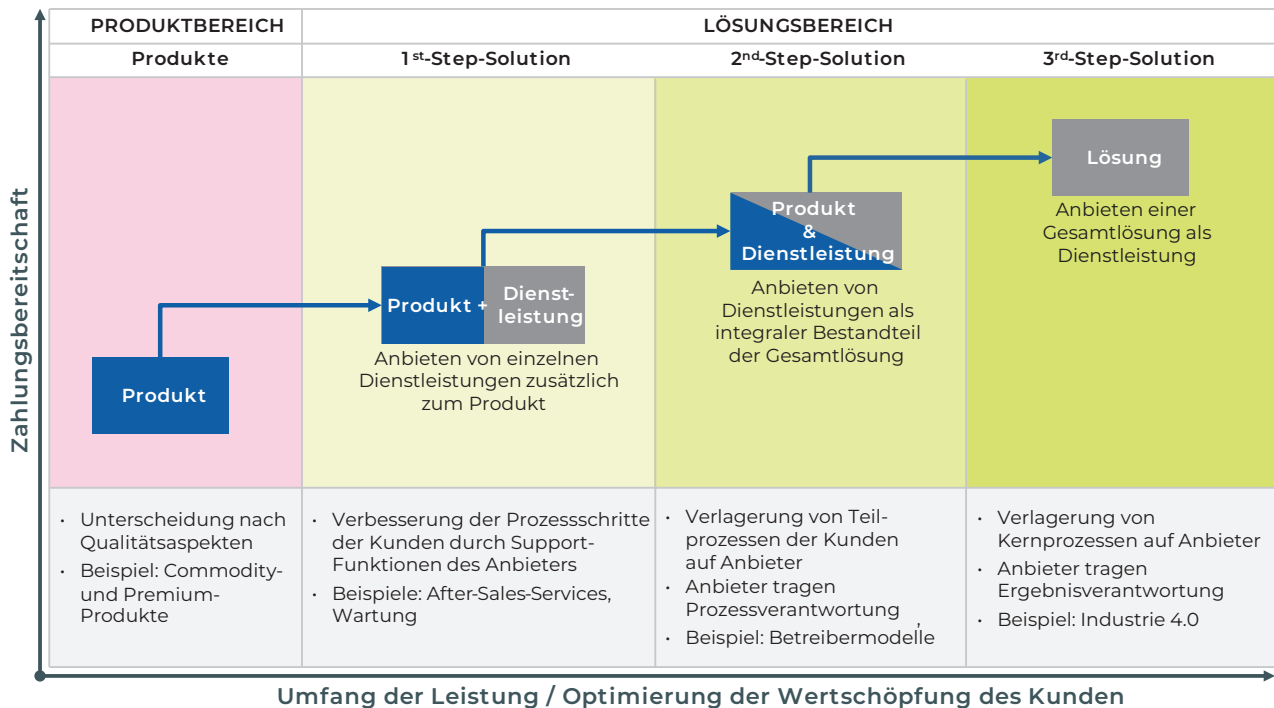 PRODUKTBEREICH
LÖSUNGSBEREICH
Produkte
1st-Step-Solution
2nd-Step-Solution
3rd-Step-Solution
Zahlungsbereitschaft
Produkt
Produkt +
Dienst-
leistung
Anbieten von einzelnen
Dienstleistungen zusätzlich
zum Produkt
Produkt
&
Dienstleistung
Anbieten von
Dienstleistungen als
integraler Bestandteil
der Gesamtlösung
Lösung
Anbieten einer
Gesamtlösung als
Dienstleistung
• Unterscheidung nach
Qualitätsaspekten
• Beispiel: Commodity-
und Premium-
Produkte
• Verbesserung der Prozessschritte
der Kunden durch Support-
Funktionen des Anbieters
• Beispiele: After-Sales-Services,
Wartung
• Verlagerung von Teil-
prozessen der Kunden
auf Anbieter
• Anbieter tragen
Prozessverantwortung
,
• Beispiel: Betreibermodelle
• Verlagerung von
Kernprozessen auf Anbieter
• Anbieter tragen
Ergebnisverantwortung
• Beispiel: Industrie 4.0
Umfang der Leistung / Optimierung der Wertschöpfung des Kunden